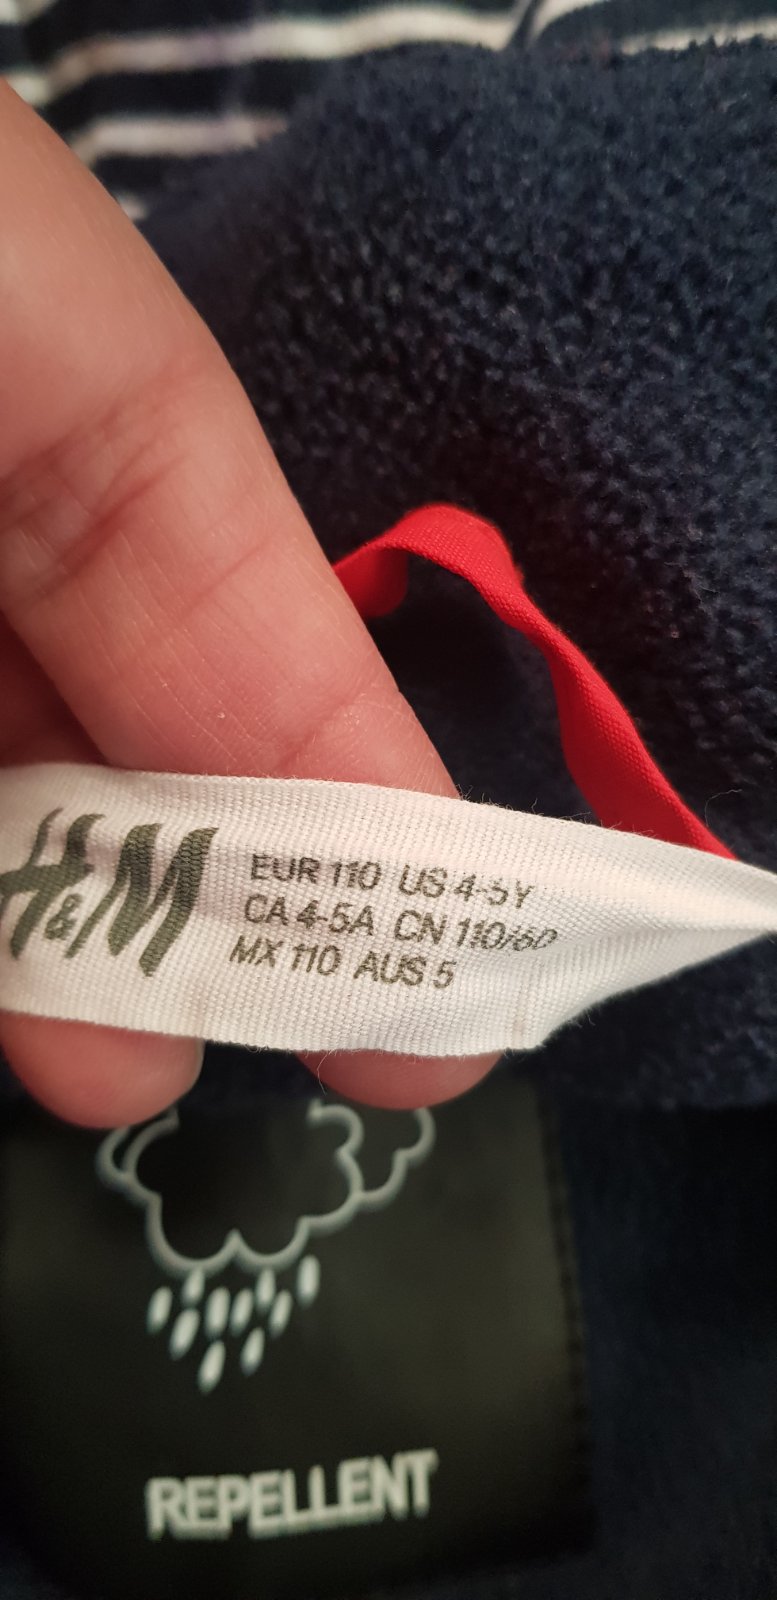 H&M
EUR 110 US 4-5Y
CA 4-5A CN 110/60
MX 110 AUS 5
REPELLENT